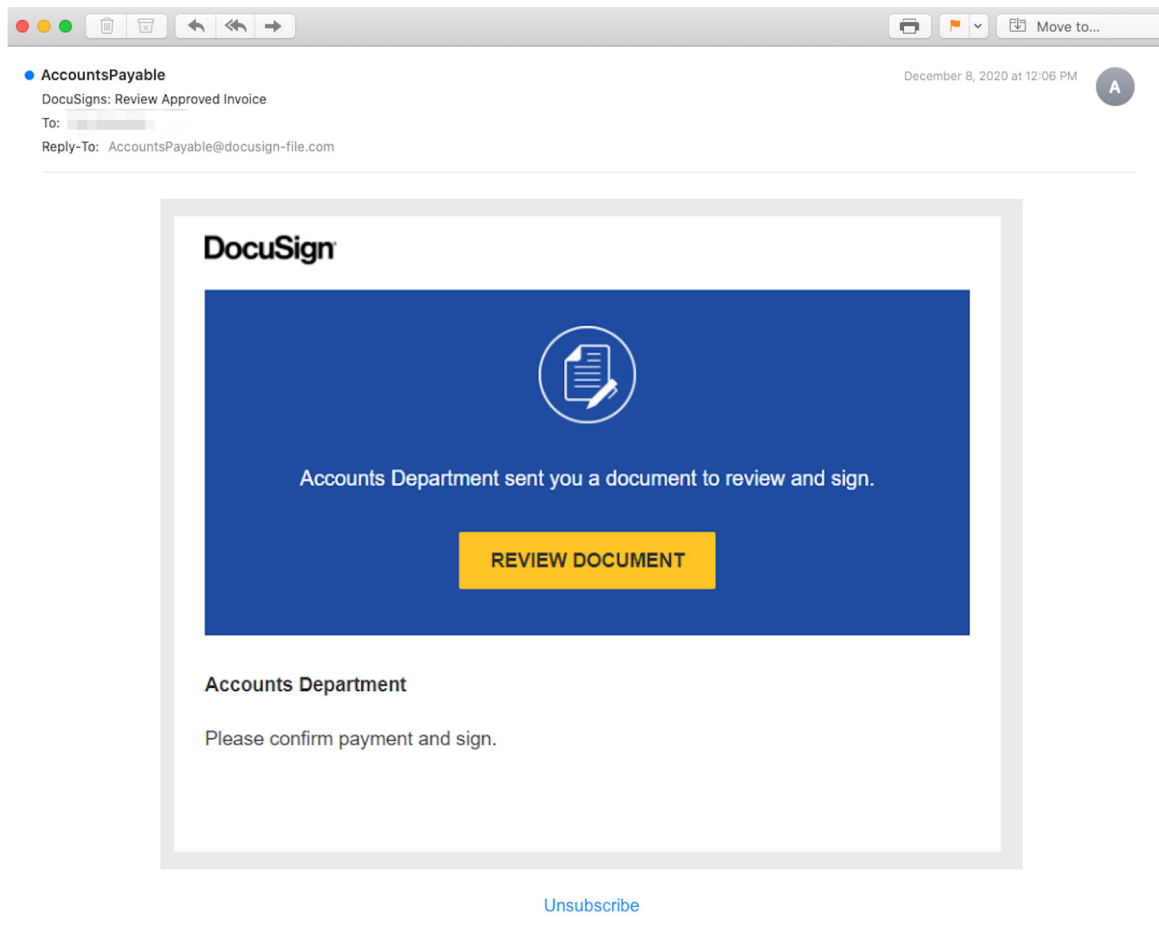 Move to...
AccountsPayable
December 8, 2020 at 12:06 PM
A
DocuSigns: Review Approved Invoice
To:
Reply-To: AccountsPayable@docusign-file.com
DocuSign
Accounts Department sent you a document to review and sign.
REVIEW DOCUMENT
Accounts Department
Please confirm payment and sign.
Unsubscribe